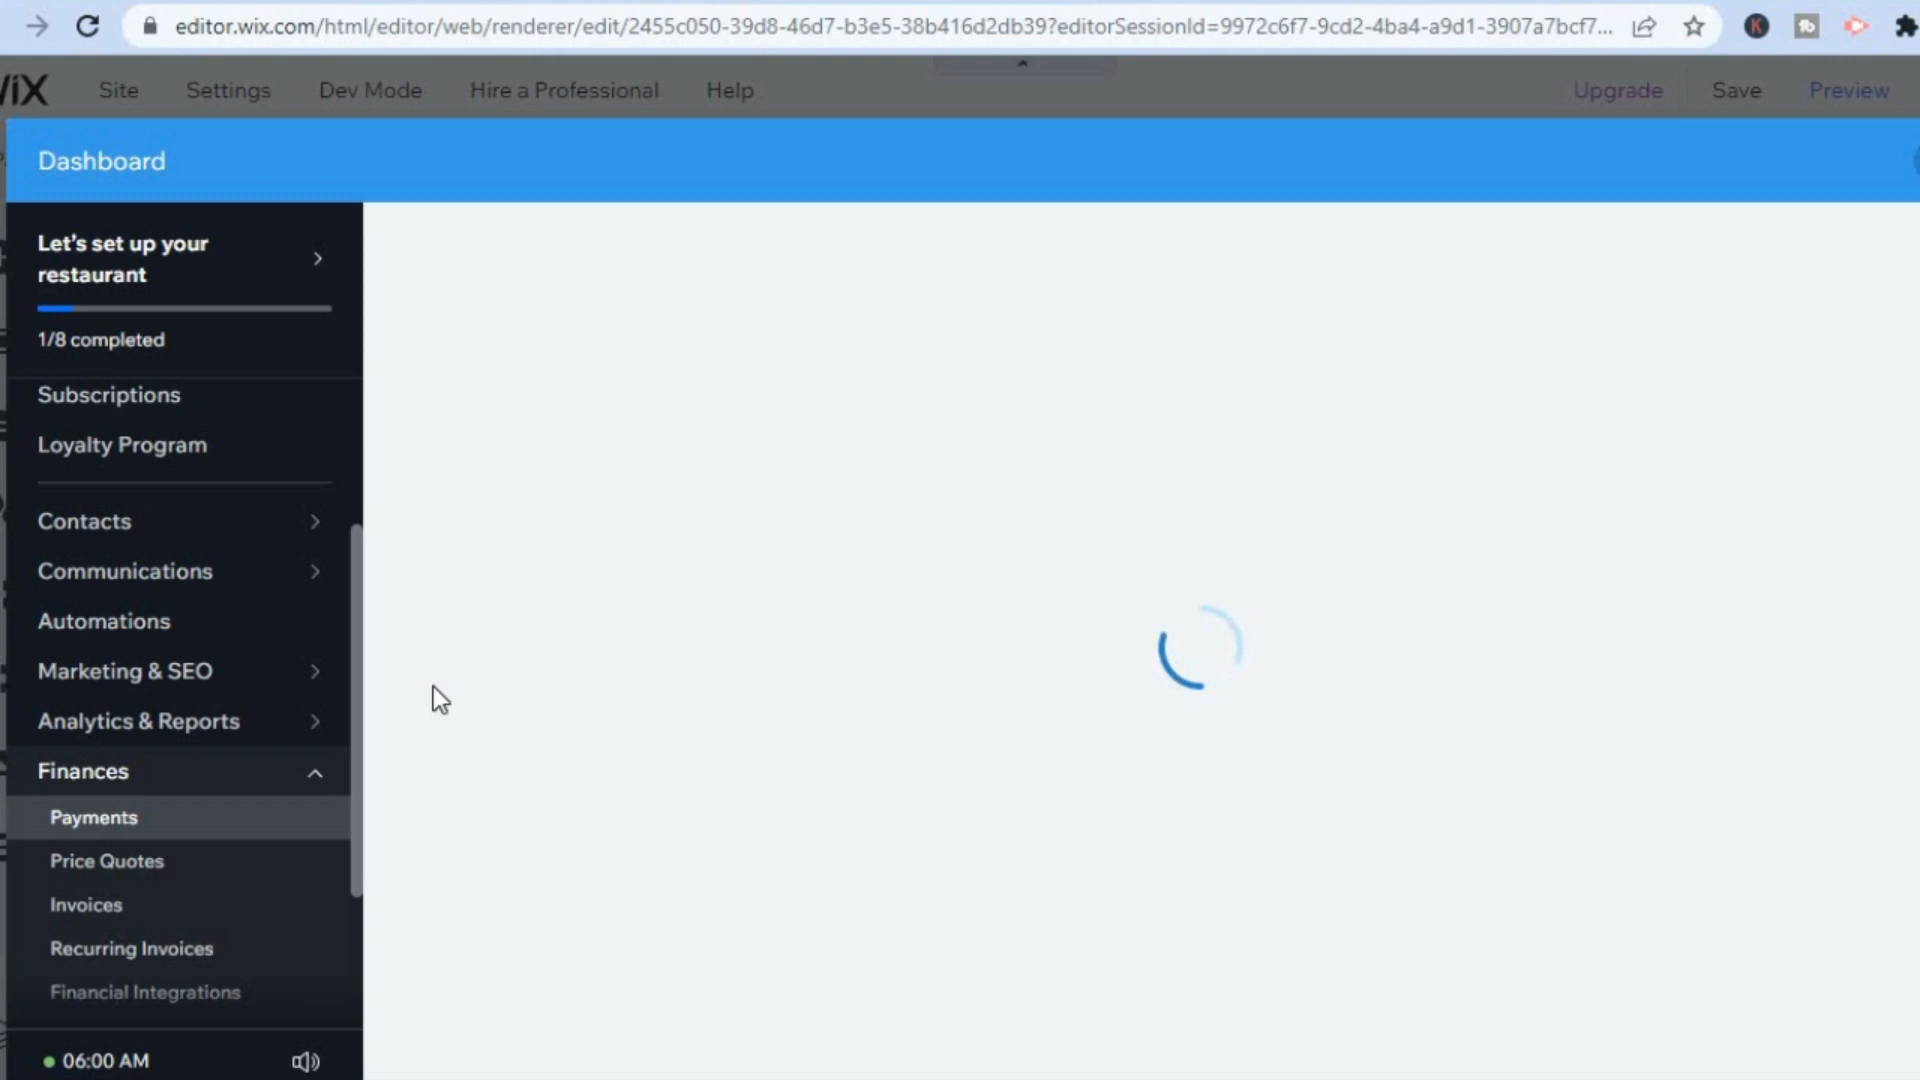 editor.wix.com/html/editor/web/renderer/edit/2455c050-39d8-46d7-b3e5-38b416d2db39?editorSessionId=9972c6f7-9cd2-4ba4-a9d1-3907a7bcf7...
K
WiX Site Settings Dev Mode Hire a Professional Help Upgrade Save Preview
Dashboard
Let's set up your
restaurant
1/8 completed
Subscriptions
Loyalty Program
Contacts
Communications
Automations
Marketing & SEO
Analytics & Reports
Finances
Payments
Price Quotes
Invoices
Recurring Invoices
Financial Integrations
06:00 AM